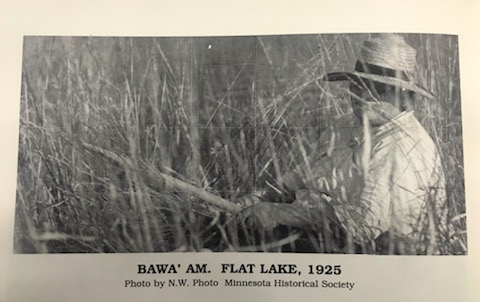 BAWA' AM. FLAT LAKE, 1925
Photo by N.W. Photo Minnesota Historical Society